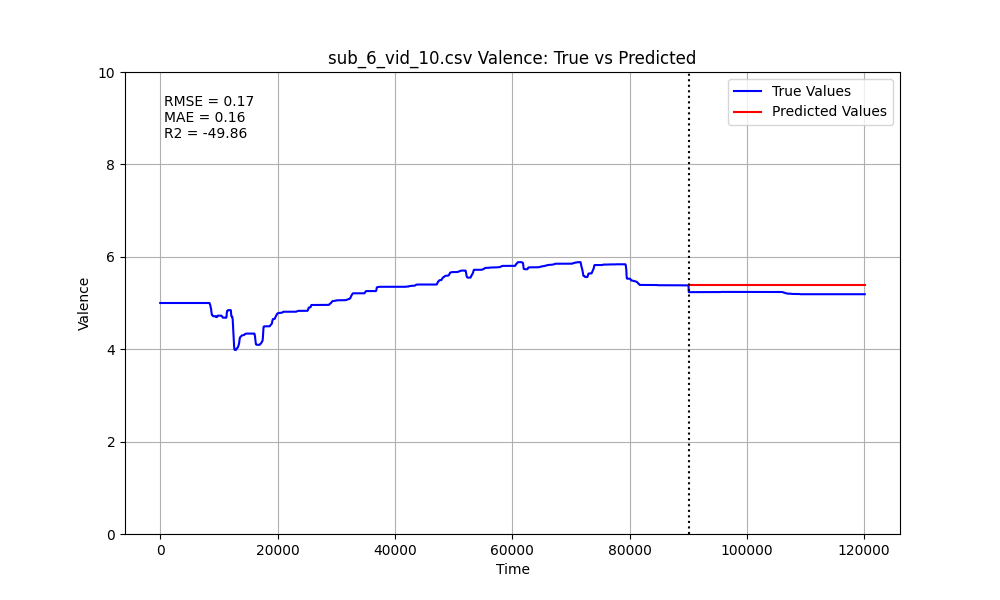 sub_6_vid_10.csv Valence: True vs Predicted
10
8
6
4
2
0
Valence
RMSE = 0.17
MAE = 0.16
R2 = -49.86
True Values
Predicted Values
0 20000 40000 60000 80000 100000 120000
Time